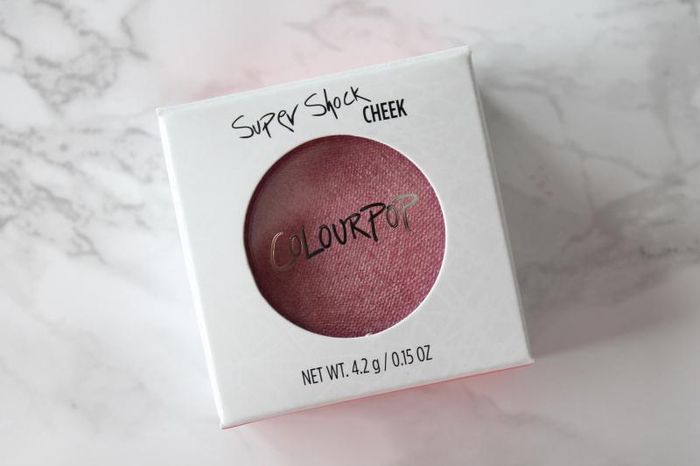 Super Shock CHEEK
COLOURPOP
NET WT. 4.2 g / 0.15 OZ